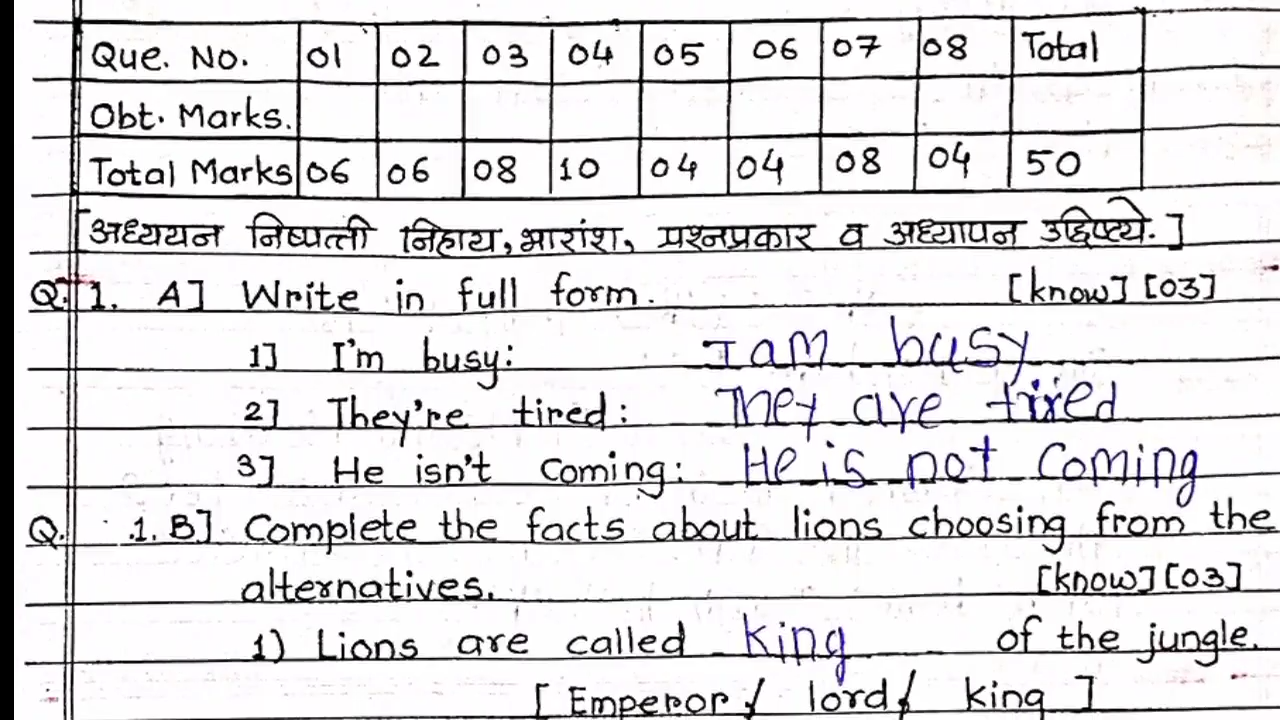 Que. No. 01 02 03 04 05 06 07 08 Total
Obt. Marks.
Total Marks 06 06 08 10 04 04 08 04 50
[अध्ययन निष्पत्ती निहाय, भारांश, प्रश्नप्रकार व अध्यापन उद्दिष्ट्ये.]
Q. 1. A] Write in full form. [know] [03]
1] I'm busy: I am busy
2] They're tired: They are tired
3] He isn't coming: He is not coming
Q. 1. B] Complete the facts about lions choosing from the
alternatives. [know] [03]
1) Lions are called king of the jungle.
[Emperor / lord / king]